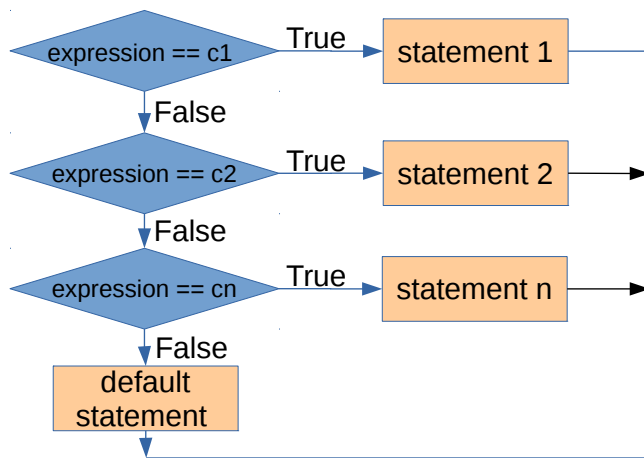 expression == c1
True
statement 1
False
expression == c2
True
statement 2
False
expression == cn
True
statement n
False
default
statement